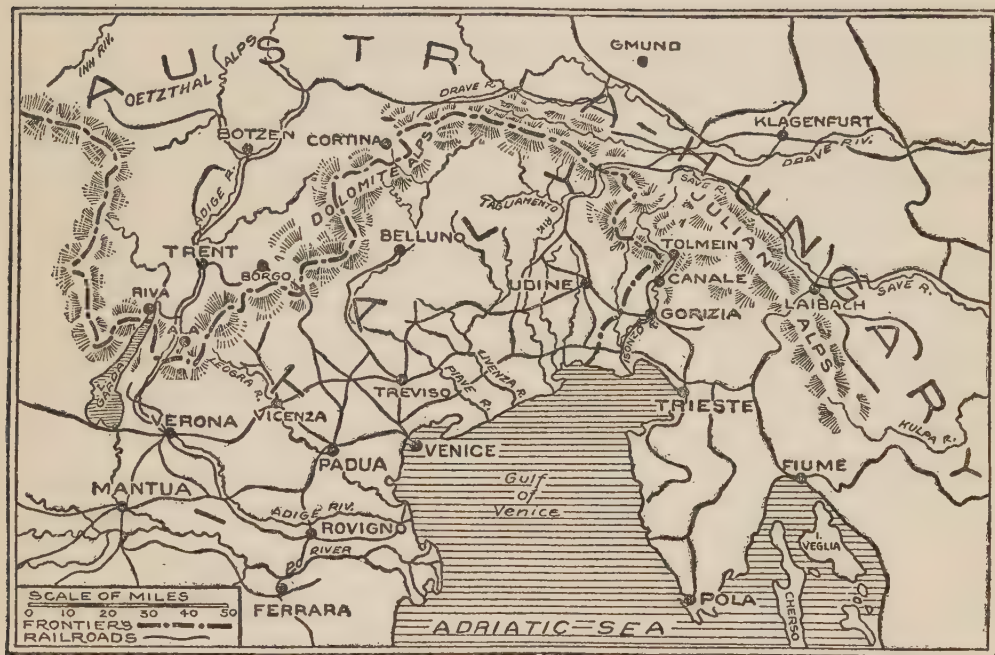 AUSTRIA-HUNGARY
ITALY
INN RIV.
OETZTHAL ALPS
GMUND
DRAVE R.
BOTZEN
CORTINA
KLAGENFURT
DRAVE RIV.
ADIGE R.
DOLOMITE ALPS
TAGLIAMENTO RIV.
SAVE R.
JULIAN ALPS
TRENT
BORGO
BELLUNO
TOLMEIN
CANALE
UDINE
RIVA
GORIZIA
LAIBACH
SAVE R.
ALA
ISONZO
GARDA
PIAVE R.
LIVENZA R.
TREVISO
VICENZA
TRIESTE
VERONA
KULPA R.
PADUA
VENICE
FIUME
MANTUA
Gulf
of
Venice
ADIGE RIV.
ROVIGNO
PO RIVER
I.
VEGLIA
CHERSO
FERRARA
POLA
ADRIATIC SEA
SCALE OF MILES
0 10 20 30 40 50
FRONTIERS
RAILROADS